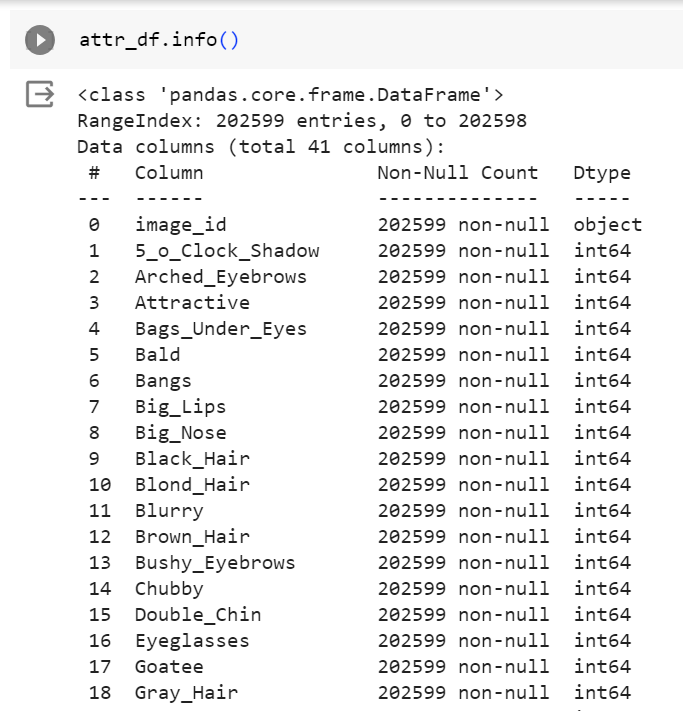 attr_df.info()
<class 'pandas.core.frame.DataFrame'>
RangeIndex: 202599 entries, 0 to 202598
Data columns (total 41 columns):
 #   Column               Non-Null Count   Dtype
---  ------               --------------   -----
 0   image_id             202599 non-null  object
 1   5_o_Clock_Shadow     202599 non-null  int64
 2   Arched_Eyebrows      202599 non-null  int64
 3   Attractive           202599 non-null  int64
 4   Bags_Under_Eyes      202599 non-null  int64
 5   Bald                 202599 non-null  int64
 6   Bangs                202599 non-null  int64
 7   Big_Lips             202599 non-null  int64
 8   Big_Nose             202599 non-null  int64
 9   Black_Hair           202599 non-null  int64
 10  Blond_Hair           202599 non-null  int64
 11  Blurry               202599 non-null  int64
 12  Brown_Hair           202599 non-null  int64
 13  Bushy_Eyebrows       202599 non-null  int64
 14  Chubby               202599 non-null  int64
 15  Double_Chin          202599 non-null  int64
 16  Eyeglasses           202599 non-null  int64
 17  Goatee               202599 non-null  int64
 18  Gray_Hair            202599 non-null  int64